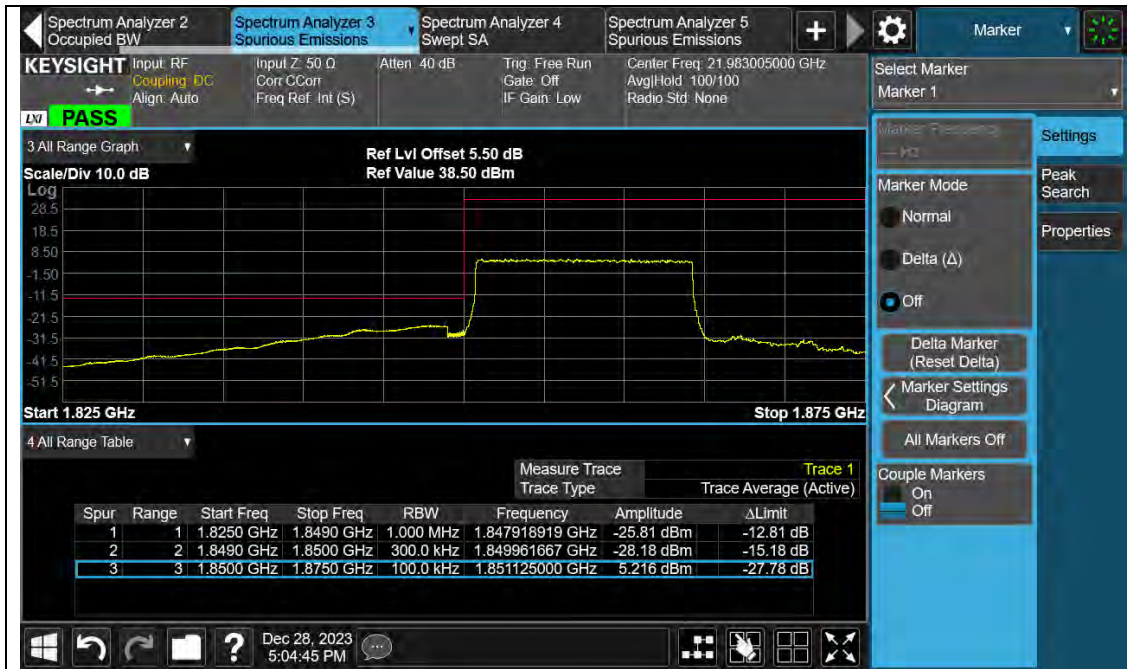 Spectrum Analyzer 2
Occupied BW
Spectrum Analyzer 3
Spurious Emissions
Spectrum Analyzer 4
Swept SA
Spectrum Analyzer 5
Spurious Emissions
+
Marker
KEYSIGHT
Input: RF
Coupling: DC
Align: Auto
Input Z: 50 Ω
Corr CCorr
Freq Ref: Int (S)
Atten: 40 dB
Trig: Free Run
Gate: Off
IF Gain: Low
Center Freq: 21.983005000 GHz
Avg|Hold: 100/100
Radio Std: None
LXI PASS
Select Marker
Marker 1
Marker Frequency
--- Hz
Settings
Marker Mode
Peak Search
Normal
Properties
Delta (Δ)
Off
Delta Marker
(Reset Delta)
Marker Settings
Diagram
All Markers Off
Couple Markers
On
Off
3 All Range Graph
Ref Lvl Offset 5.50 dB
Scale/Div 10.0 dB
Ref Value 38.50 dBm
Log
28.5
18.5
8.50
-1.50
-11.5
-21.5
-31.5
-41.5
-51.5
Start 1.825 GHz
Stop 1.875 GHz
4 All Range Table
Measure Trace Trace 1
Trace Type Trace Average (Active)
Spur Range Start Freq Stop Freq RBW Frequency Amplitude ΔLimit
1 1 1.8250 GHz 1.8490 GHz 1.000 MHz 1.847918919 GHz -25.81 dBm -12.81 dB
2 2 1.8490 GHz 1.8500 GHz 300.0 kHz 1.849961667 GHz -28.18 dBm -15.18 dB
3 3 1.8500 GHz 1.8750 GHz 100.0 kHz 1.851125000 GHz 5.216 dBm -27.78 dB
?
Dec 28, 2023
5:04:45 PM